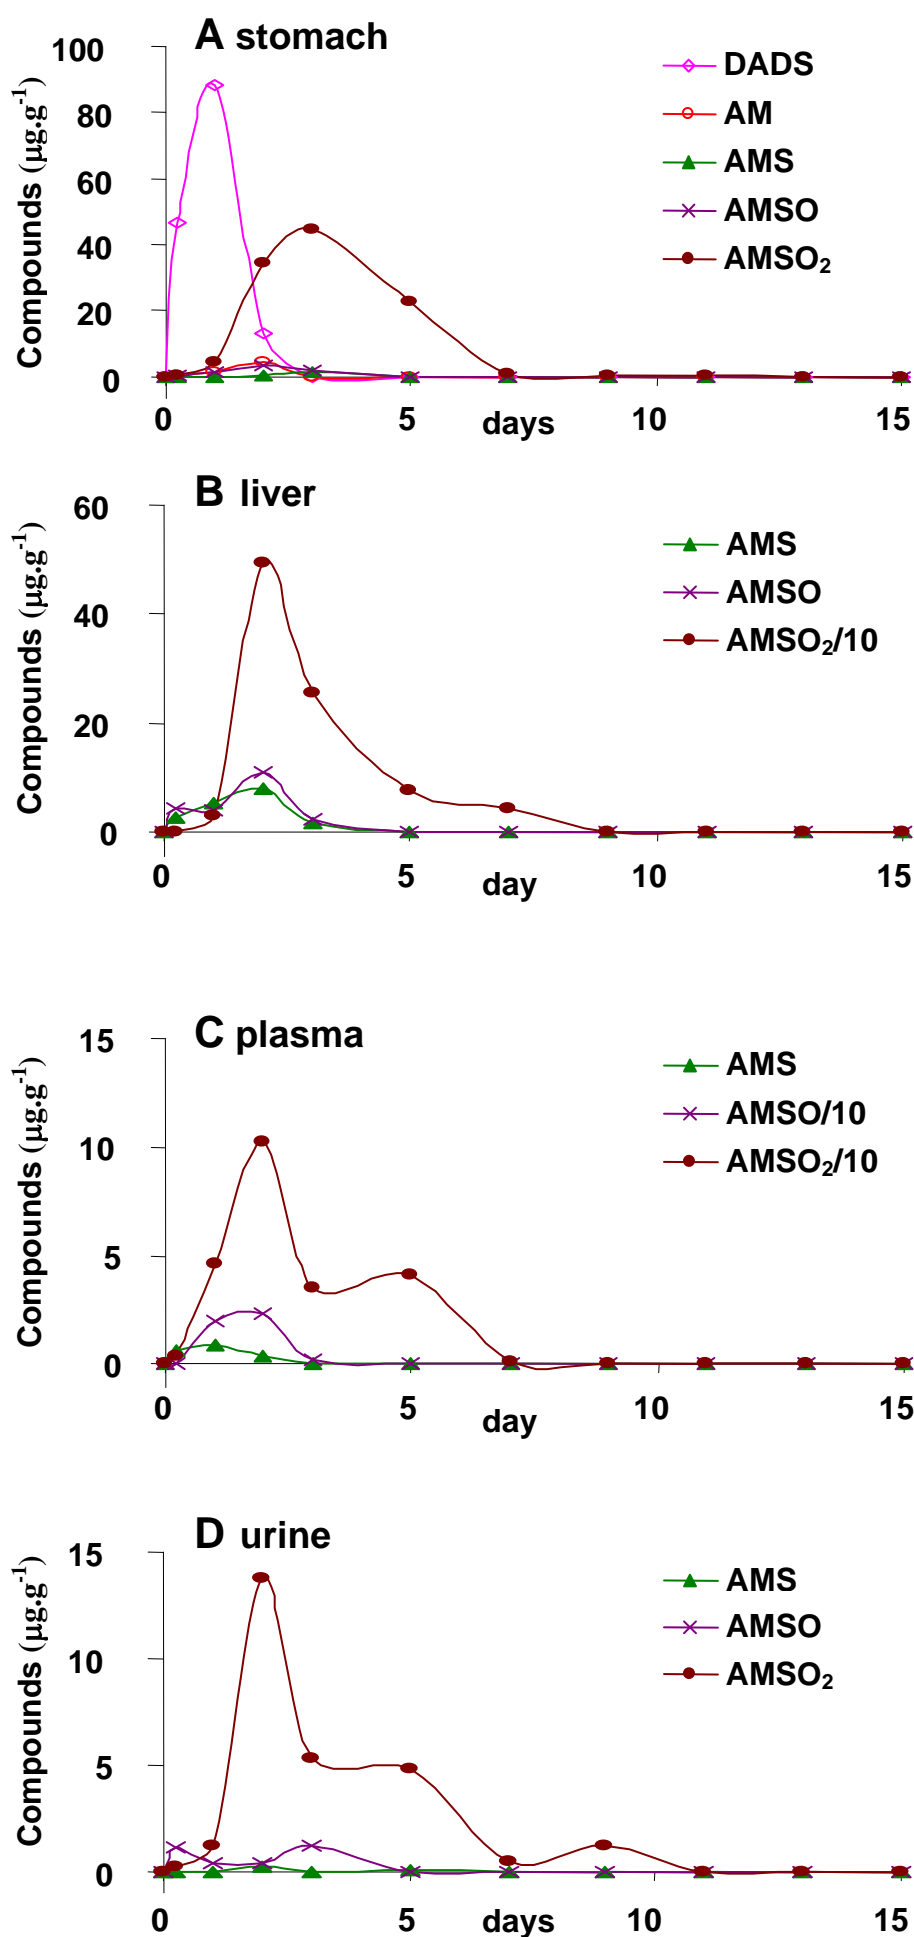 A stomach
Compounds (µg.g⁻¹)
100
80
60
40
20
0
0
5
10
15
days
DADS
AM
AMS
AMSO
AMSO₂
B liver
Compounds (µg.g⁻¹)
60
40
20
0
0
5
10
15
day
AMS
AMSO
AMSO₂/10
C plasma
Compounds (µg.g⁻¹)
15
10
5
0
0
5
10
15
day
AMS
AMSO/10
AMSO₂/10
D urine
Compounds (µg.g⁻¹)
15
10
5
0
0
5
10
15
days
AMS
AMSO
AMSO₂